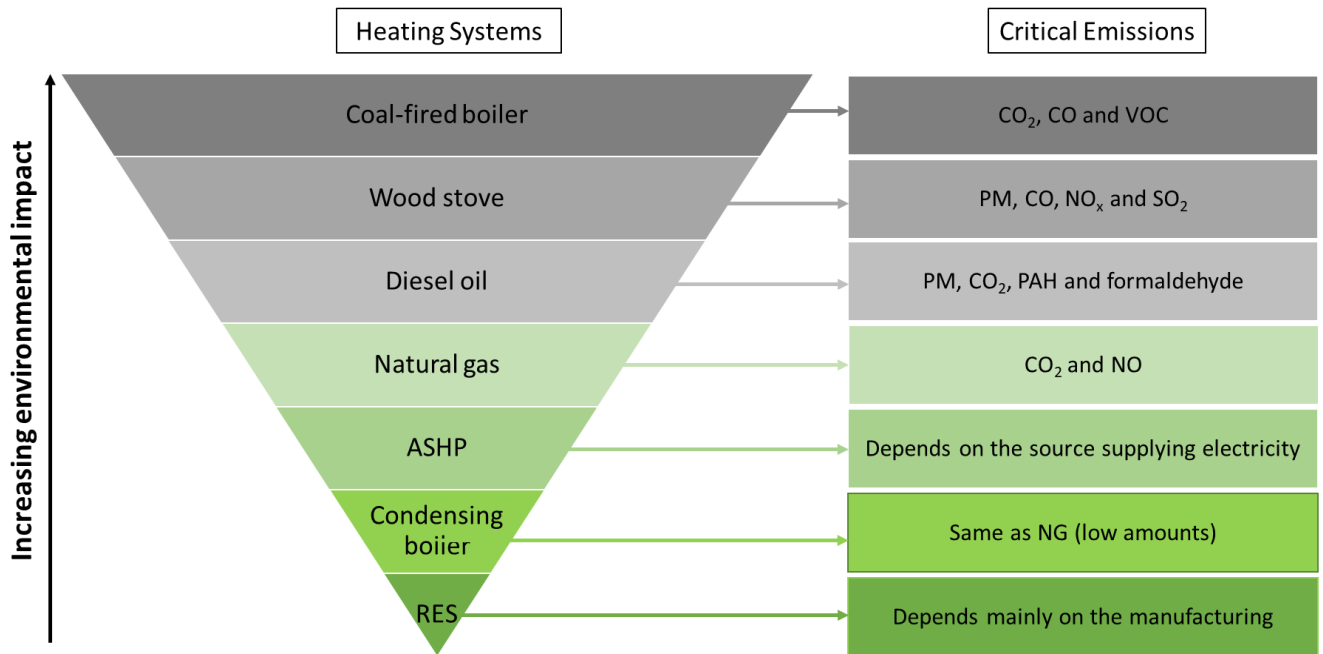 Heating Systems
Critical Emissions
Increasing environmental impact
Coal-fired boiler
CO₂, CO and VOC
Wood stove
PM, CO, NOₓ and SO₂
Diesel oil
PM, CO₂, PAH and formaldehyde
Natural gas
CO₂ and NO
ASHP
Depends on the source supplying electricity
Condensing
boiler
Same as NG (low amounts)
RES
Depends mainly on the manufacturing